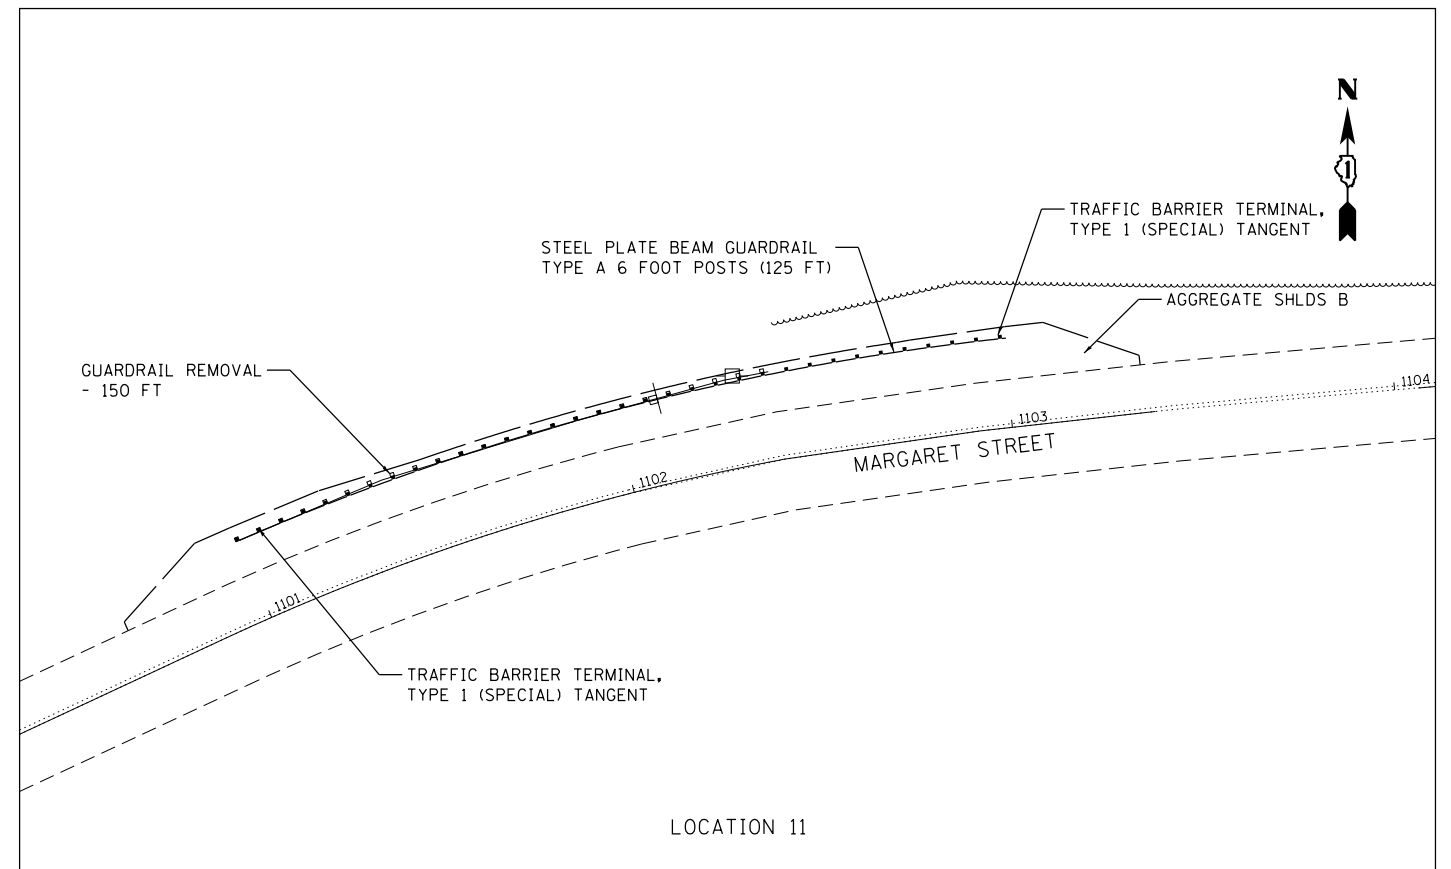 N
1
TRAFFIC BARRIER TERMINAL,
TYPE 1 (SPECIAL) TANGENT
STEEL PLATE BEAM GUARDRAIL
TYPE A 6 FOOT POSTS (125 FT)
AGGREGATE SHLDS B
GUARDRAIL REMOVAL
- 150 FT
1104
1103
MARGARET STREET
1102
1101
TRAFFIC BARRIER TERMINAL,
TYPE 1 (SPECIAL) TANGENT
LOCATION 11